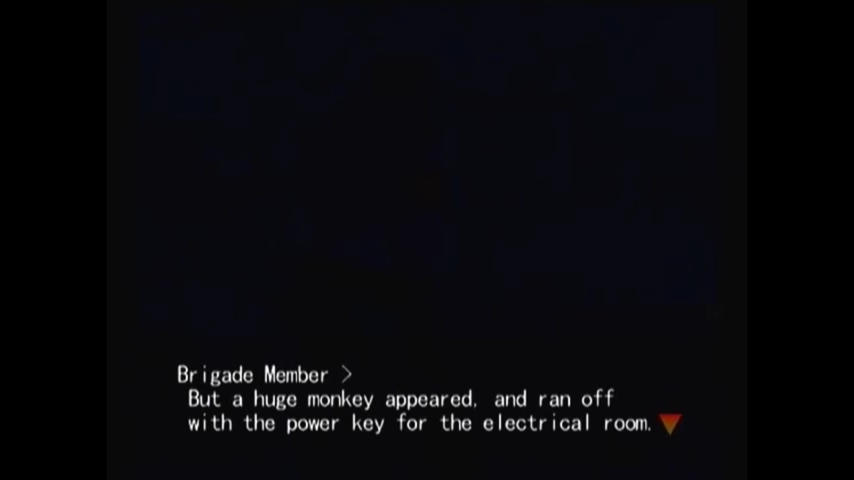 Brigade Member >
But a huge monkey appeared, and ran off
with the power key for the electrical room.